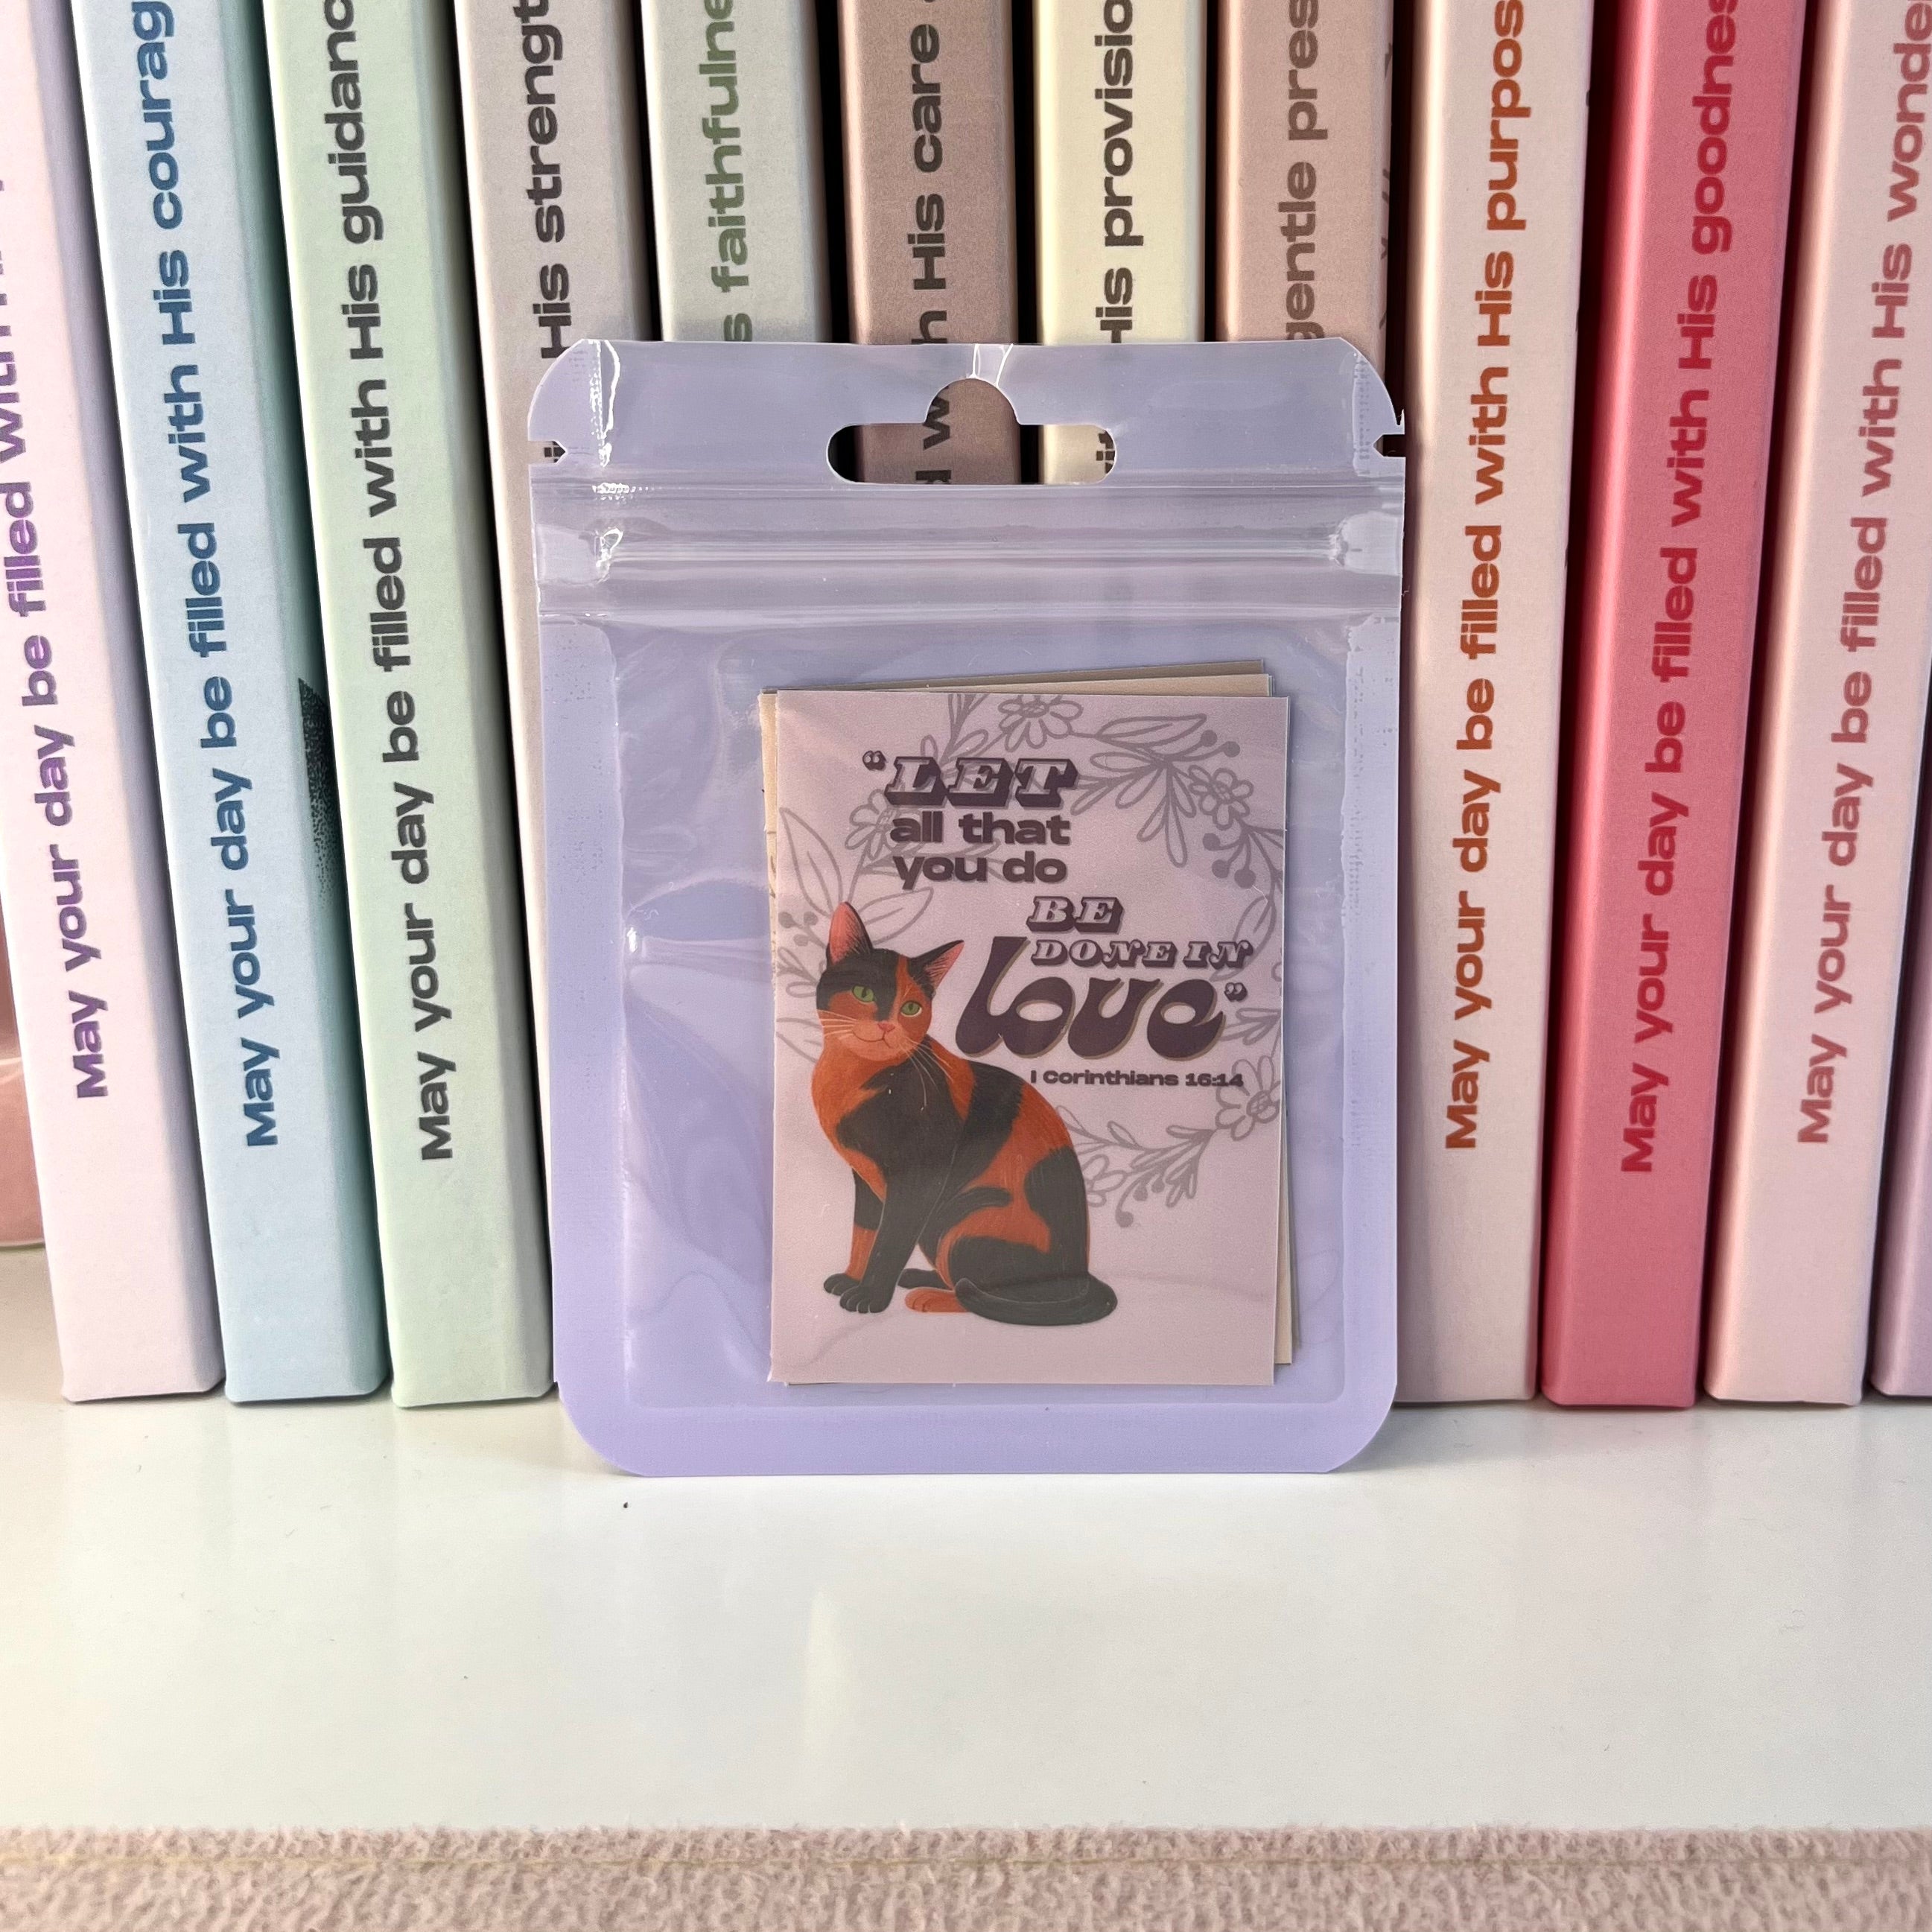 May your day be filled with
May your day be filled with His courag
May your day be filled with His guidanc
His strengt
faithfulne
His care
His provisio
gentle pres
May your day be filled with His purpos
May your day be filled with His goodnes
May your day be filled with His wonde
“LET
all that
you do
BE
DONE IN
love”
1 Corinthians 16:14